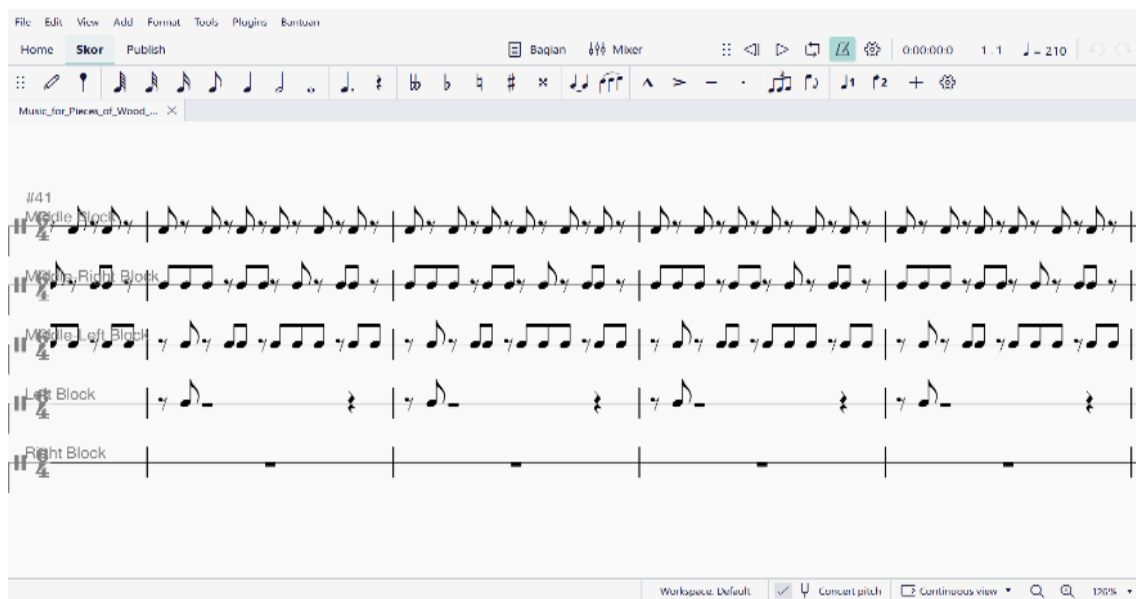 File Edit View Add Format Tools Plugins Bantuan
Home Skor Publish Bagian Mixer 0:00:00:0 1 . 1 = 210
Music_for_Pieces_of_Wood_...
#41
Middle Block
Middle-Right Block
Middle-Left Block
Left Block
Right Block
Workspace: Default Concert pitch Continuous view 126%